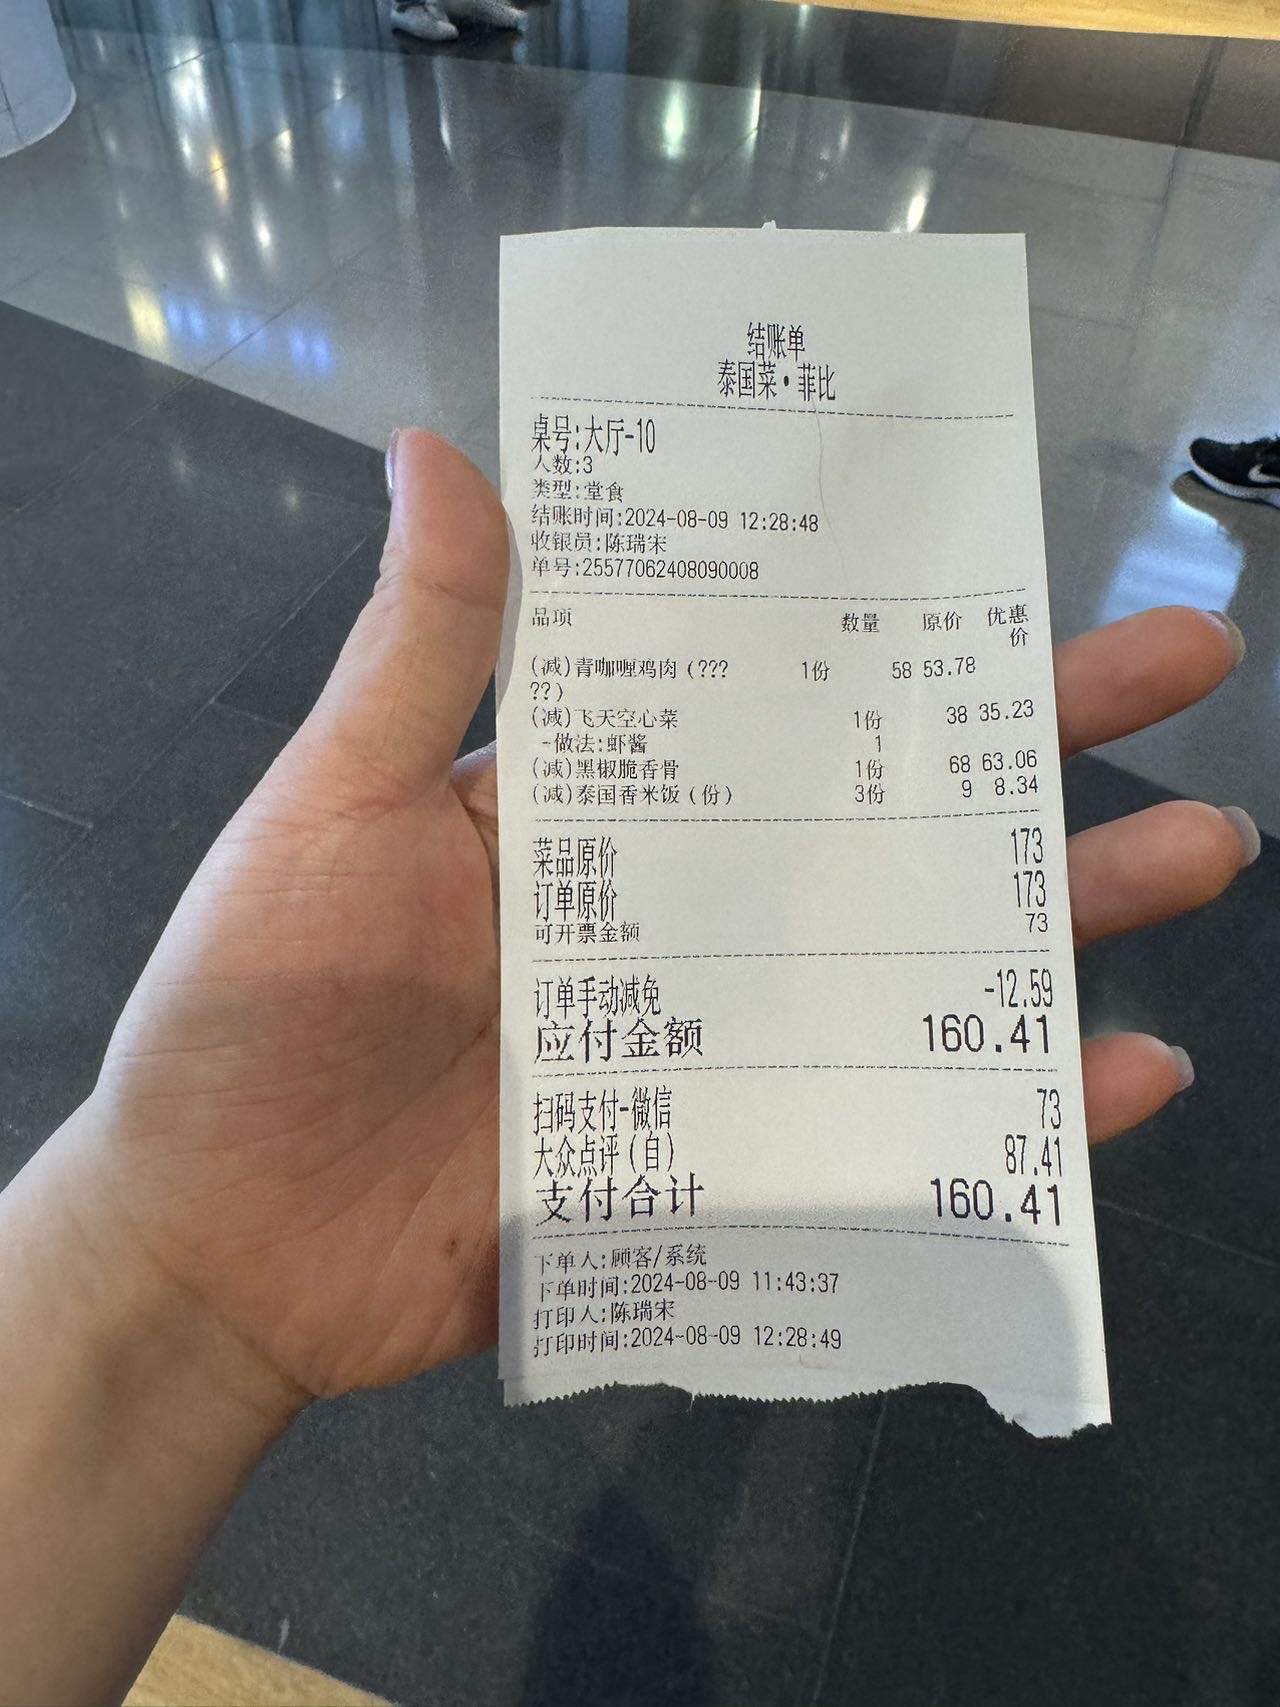 结账单
泰国菜·菲比
桌号:大厅-10
人数:3
类型:堂食
结账时间:2024-08-09 12:28:48
收银员:陈瑞宋
单号:25577062408090008
品项 数量 原价 优惠
价
(减)青咖喱鸡肉(??? 1份 58 53.78
??)
(减)飞天空心菜 1份 38 35.23
-做法:虾酱 1
(减)黑椒脆香骨 1份 68 63.06
(减)泰国香米饭(份) 3份 9 8.34
菜品原价 173
订单原价 173
可开票金额 73
订单手动减免 -12.59
应付金额 160.41
扫码支付-微信 73
大众点评(自) 87.41
支付合计 160.41
下单人:顾客/系统
下单时间:2024-08-09 11:43:37
打印人:陈瑞宋
打印时间:2024-08-09 12:28:49